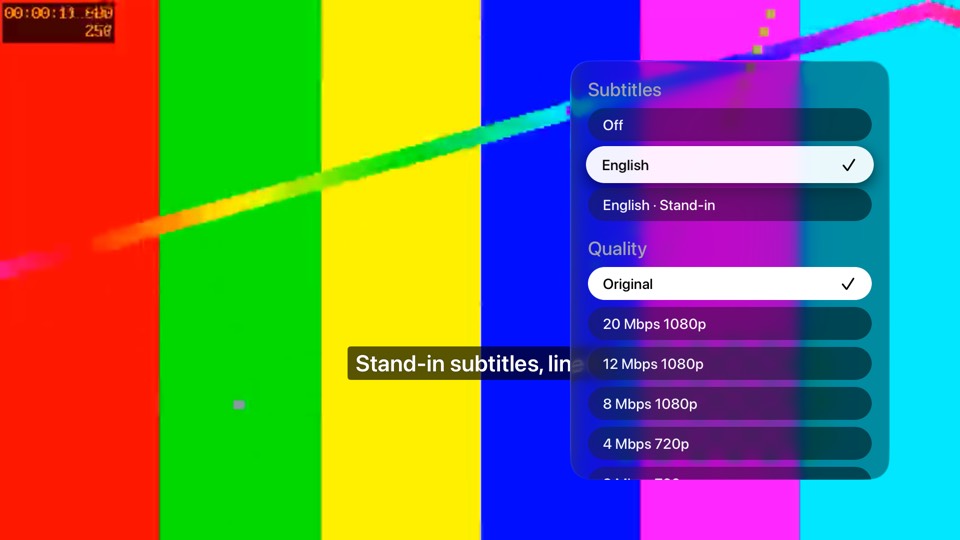 Subtitles
Off
English
English · Stand-in
Quality
Original
20 Mbps 1080p
Stand-in subtitles, line
12 Mbps 1080p
8 Mbps 1080p
4 Mbps 720p